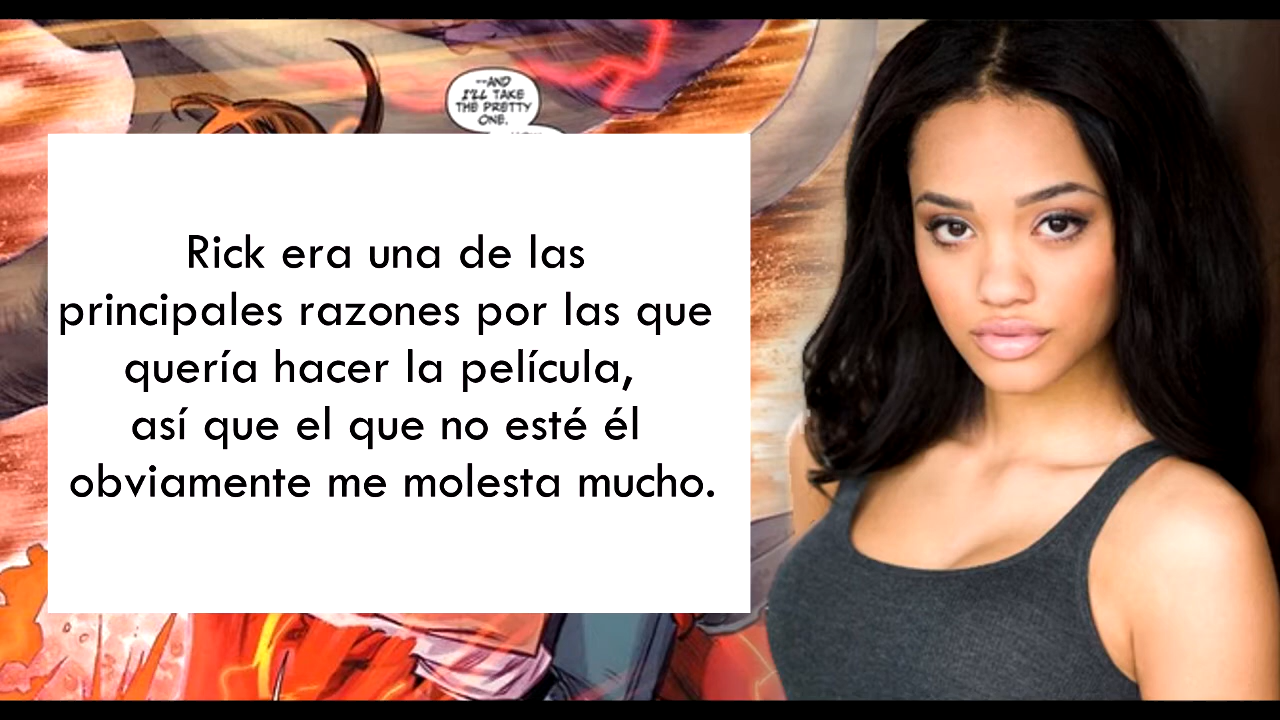 --AND
I'LL TAKE
THE PRETTY
ONE.
Rick era una de las
principales razones por las que
quería hacer la película,
así que el que no esté él
obviamente me molesta mucho.